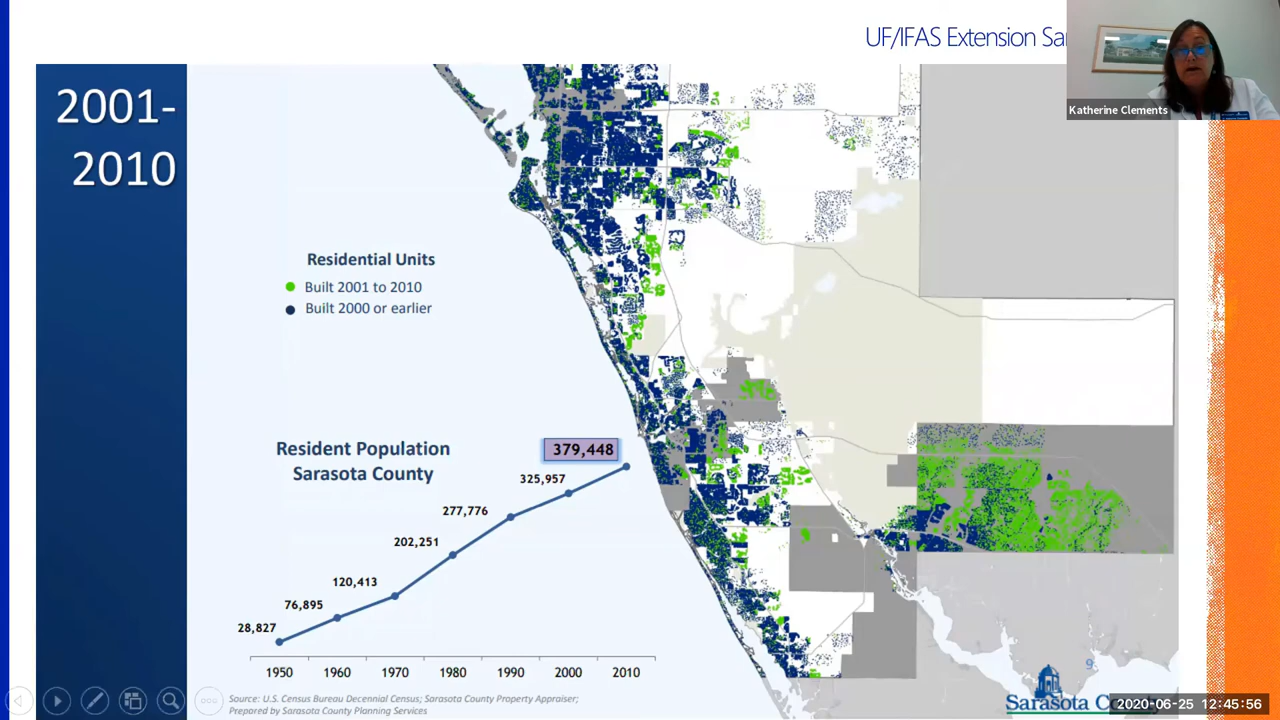 UF/IFAS Extension
Katherine Clements
2001-
2010
Residential Units
Built 2001 to 2010
Built 2000 or earlier
Resident Population
Sarasota County
379,448
325,957
277,776
202,251
120,413
76,895
28,827
1950 1960 1970 1980 1990 2000 2010
Source: U.S. Census Bureau Decennial Census; Sarasota County Property Appraiser;
Prepared by Sarasota County Planning Services
9
Sarasota
2020-06-25 12:45:56